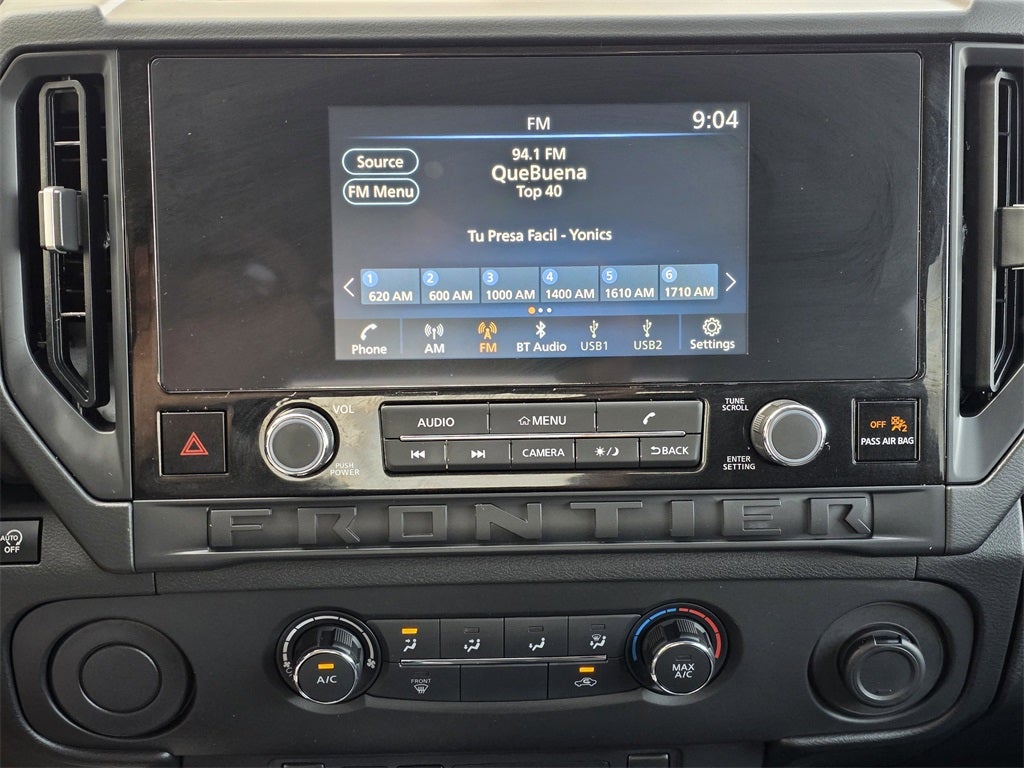 FM
9:04
Source
FM Menu
94.1 FM
QueBuena
Top 40
Tu Presa Facil - Yonics
1 2 3 4 5 6
620 AM 600 AM 1000 AM 1400 AM 1610 AM 1710 AM
Phone AM FM BT Audio USB1 USB2 Settings
VOL
PUSH
POWER
AUDIO MENU
CAMERA BACK
TUNE
SCROLL
ENTER
SETTING
OFF 2
PASS AIR BAG
FRONTIER
AUTO
OFF
A/C
FRONT
MAX
A/C